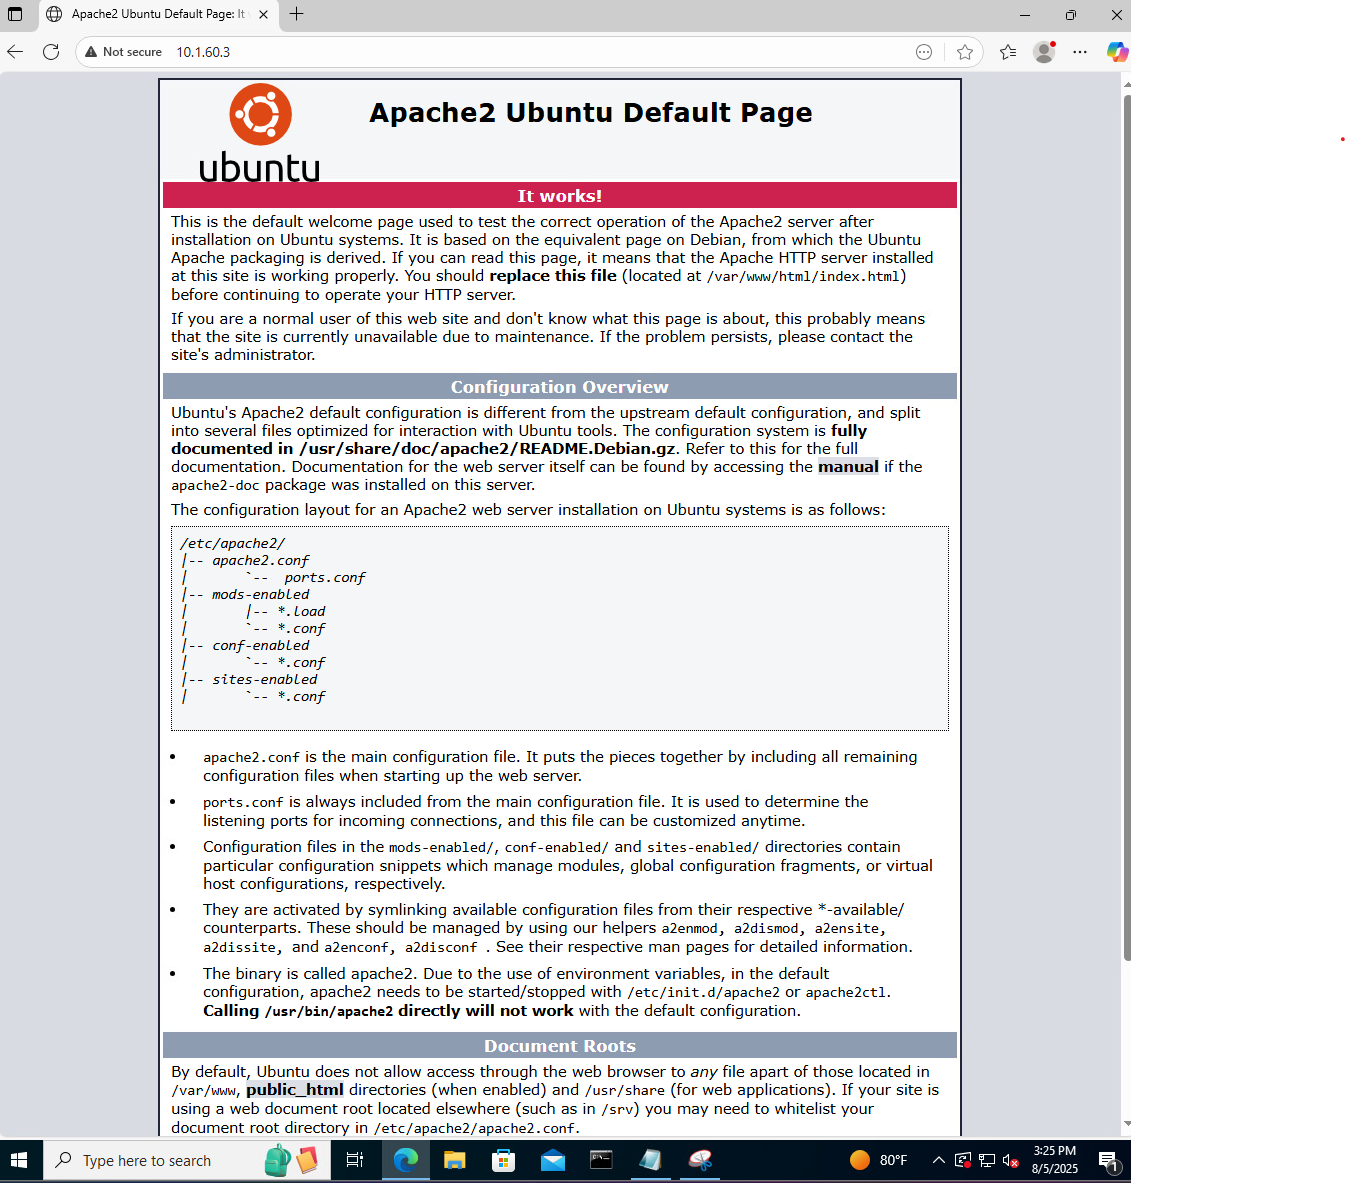 Apache2 Ubuntu Default Page: It
Not secure
10.1.60.3
ubuntu
Apache2 Ubuntu Default Page
It works!
This is the default welcome page used to test the correct operation of the Apache2 server after
installation on Ubuntu systems. It is based on the equivalent page on Debian, from which the Ubuntu
Apache packaging is derived. If you can read this page, it means that the Apache HTTP server installed
at this site is working properly. You should replace this file (located at /var/www/html/index.html)
before continuing to operate your HTTP server.
If you are a normal user of this web site and don't know what this page is about, this probably means
that the site is currently unavailable due to maintenance. If the problem persists, please contact the
site's administrator.
Configuration Overview
Ubuntu's Apache2 default configuration is different from the upstream default configuration, and split
into several files optimized for interaction with Ubuntu tools. The configuration system is fully
documented in /usr/share/doc/apache2/README.Debian.gz. Refer to this for the full
documentation. Documentation for the web server itself can be found by accessing the manual if the
apache2-doc package was installed on this server.
The configuration layout for an Apache2 web server installation on Ubuntu systems is as follows:
/etc/apache2/
|-- apache2.conf
|       `--  ports.conf
|-- mods-enabled
|       |-- *.load
|       `-- *.conf
|-- conf-enabled
|       `-- *.conf
|-- sites-enabled
|       `-- *.conf
• apache2.conf is the main configuration file. It puts the pieces together by including all remaining
configuration files when starting up the web server.
• ports.conf is always included from the main configuration file. It is used to determine the
listening ports for incoming connections, and this file can be customized anytime.
• Configuration files in the mods-enabled/, conf-enabled/ and sites-enabled/ directories contain
particular configuration snippets which manage modules, global configuration fragments, or virtual
host configurations, respectively.
• They are activated by symlinking available configuration files from their respective *-available/
counterparts. These should be managed by using our helpers a2enmod, a2dismod, a2ensite,
a2dissite, and a2enconf, a2disconf . See their respective man pages for detailed information.
• The binary is called apache2. Due to the use of environment variables, in the default
configuration, apache2 needs to be started/stopped with /etc/init.d/apache2 or apache2ctl.
Calling /usr/bin/apache2 directly will not work with the default configuration.
Document Roots
By default, Ubuntu does not allow access through the web browser to any file apart of those located in
/var/www, public_html directories (when enabled) and /usr/share (for web applications). If your site is
using a web document root located elsewhere (such as in /srv) you may need to whitelist your
document root directory in /etc/apache2/apache2.conf.
Type here to search
80°F
3:25 PM
8/5/2025
1